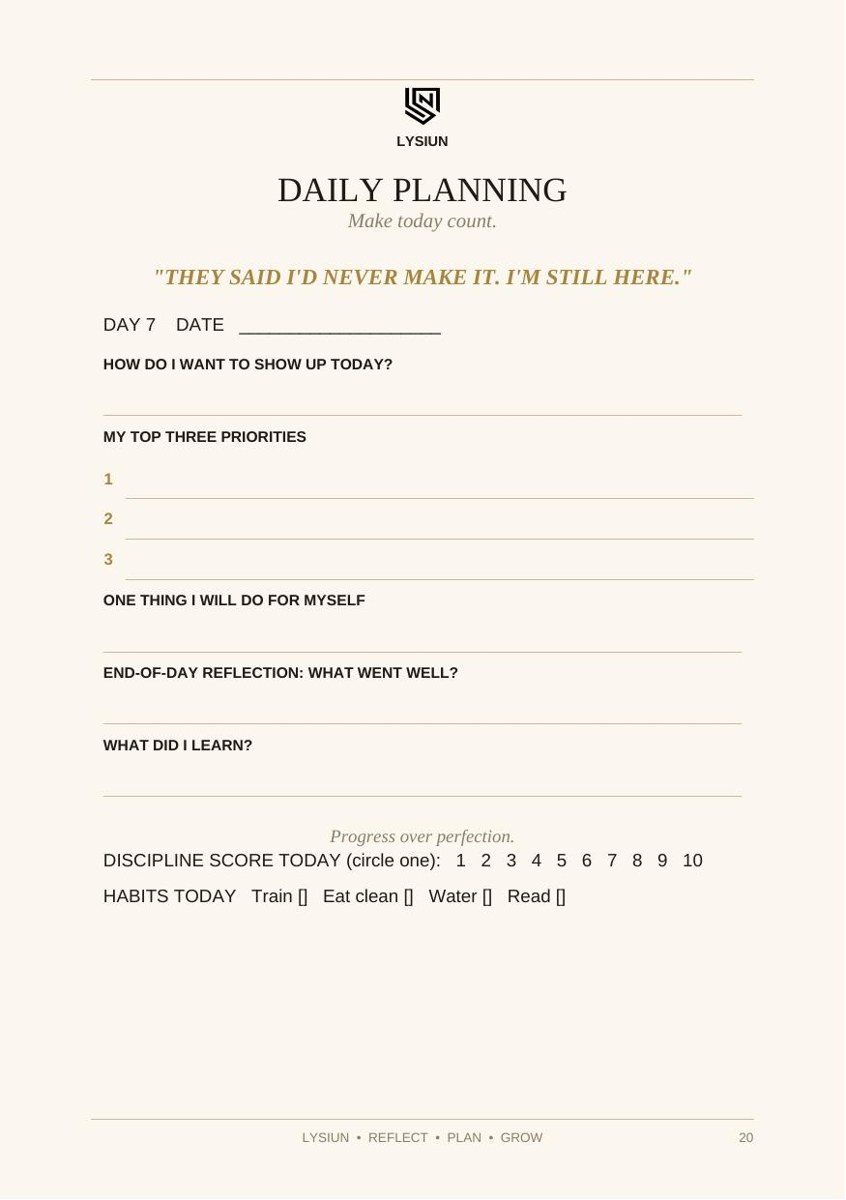 LYSIUN
DAILY PLANNING
Make today count.
"THEY SAID I'D NEVER MAKE IT. I'M STILL HERE."
DAY 7 DATE ____________________
HOW DO I WANT TO SHOW UP TODAY?
MY TOP THREE PRIORITIES
1
2
3
ONE THING I WILL DO FOR MYSELF
END-OF-DAY REFLECTION: WHAT WENT WELL?
WHAT DID I LEARN?
Progress over perfection.
DISCIPLINE SCORE TODAY (circle one): 1 2 3 4 5 6 7 8 9 10
HABITS TODAY Train [] Eat clean [] Water [] Read []
LYSIUN • REFLECT • PLAN • GROW 20